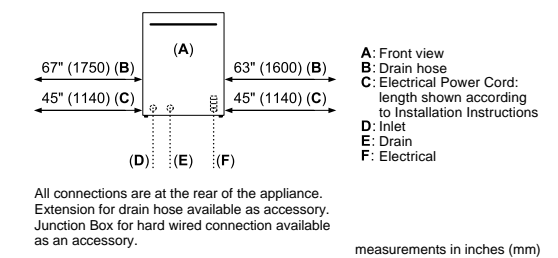 (A)
67" (1750) (B)
63" (1600) (B)
45" (1140) (C)
45" (1140) (C)
(D)
(E)
(F)
A: Front view
B: Drain hose
C: Electrical Power Cord:
length shown according
to Installation Instructions
D: Inlet
E: Drain
F: Electrical
All connections are at the rear of the appliance.
Extension for drain hose available as accessory.
Junction Box for hard wired connection available
as an accessory.
measurements in inches (mm)